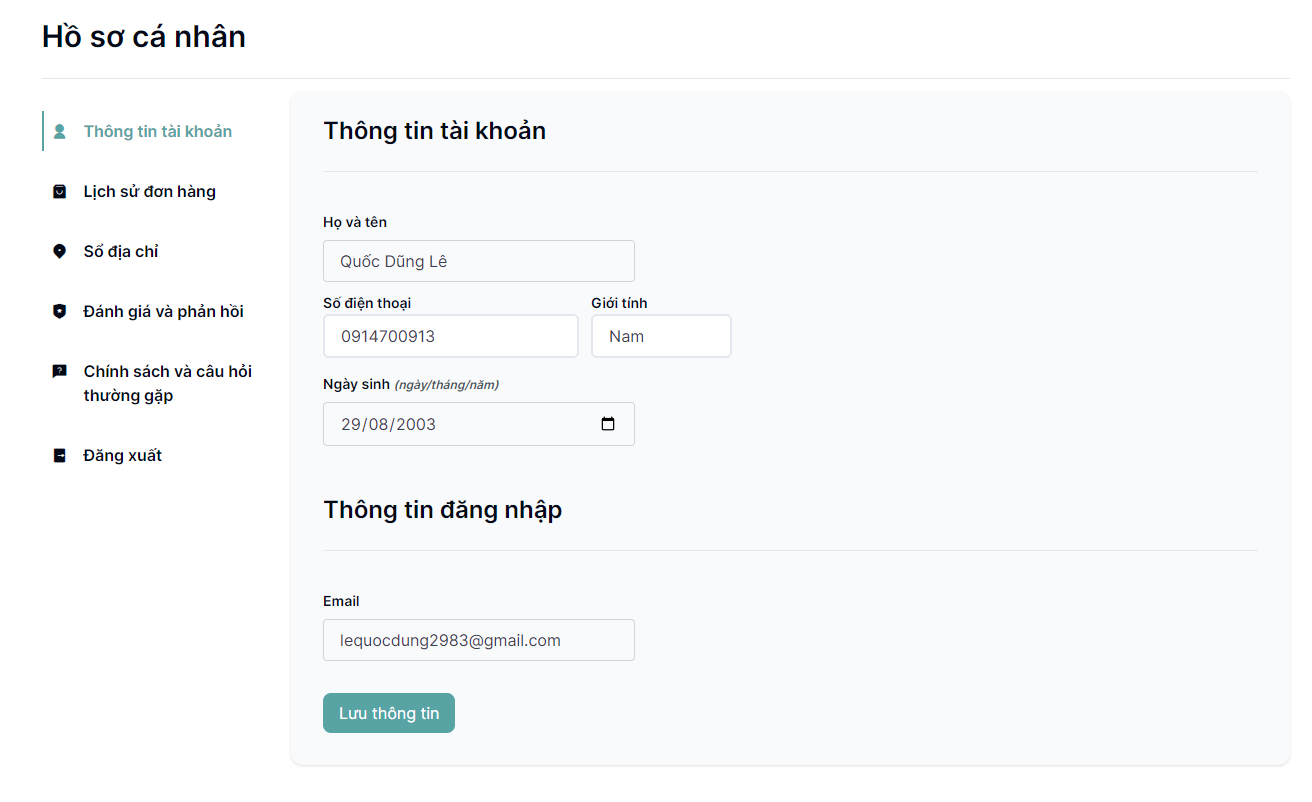 Hồ sơ cá nhân
Thông tin tài khoản
Lịch sử đơn hàng
Sổ địa chỉ
Đánh giá và phản hồi
Chính sách và câu hỏi
thường gặp
Đăng xuất
Thông tin tài khoản
Họ và tên
Quốc Dũng Lê
Số điện thoại Giới tính
0914700913 Nam
Ngày sinh (ngày/tháng/năm)
29/08/2003
Thông tin đăng nhập
Email
lequocdung2983@gmail.com
Lưu thông tin